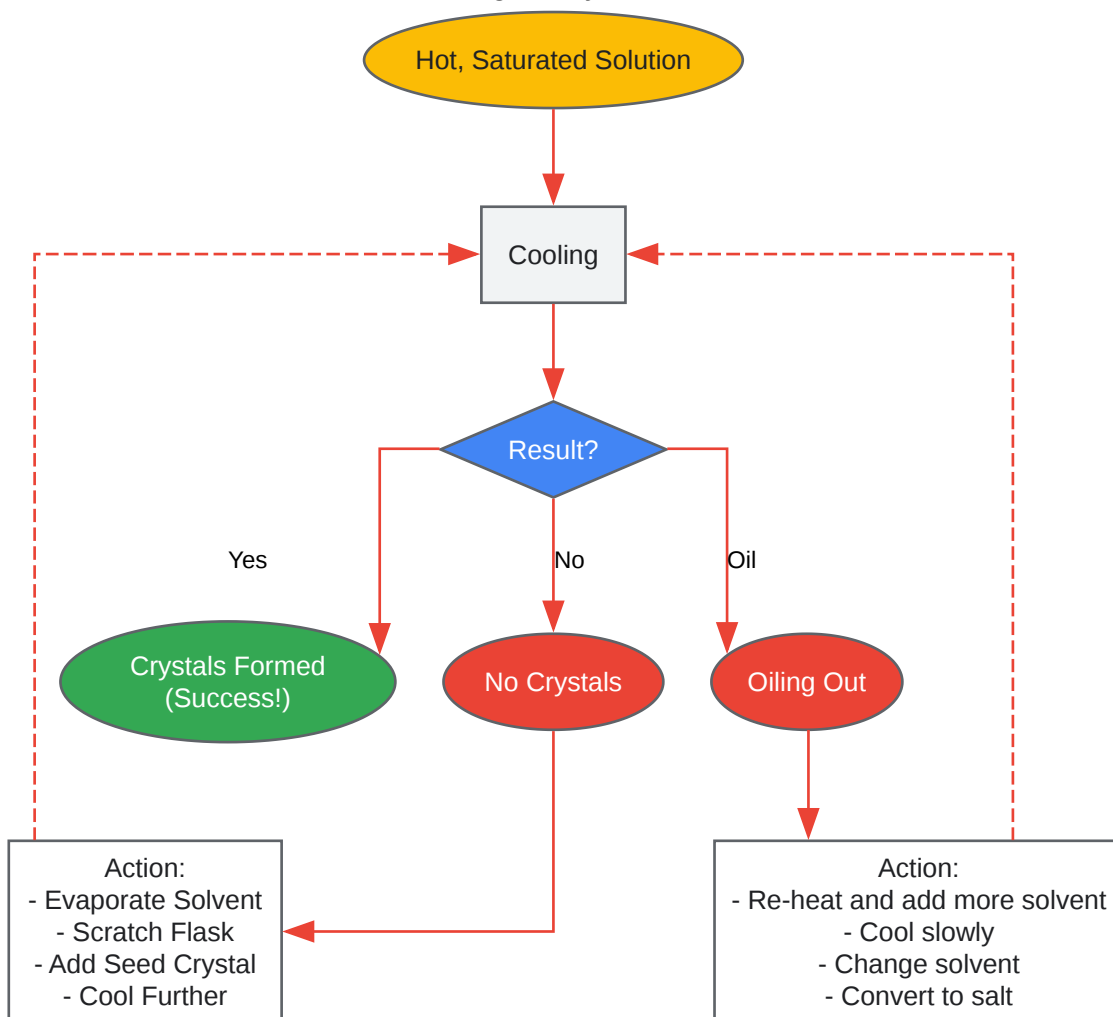 Hot, Saturated Solution
Cooling
Result?
Yes
No
Oil
Crystals Formed
(Success!)
No Crystals
Oiling Out
Action:
- Evaporate Solvent
- Scratch Flask
- Add Seed Crystal
- Cool Further
Action:
- Re-heat and add more solvent
- Cool slowly
- Change solvent
- Convert to salt